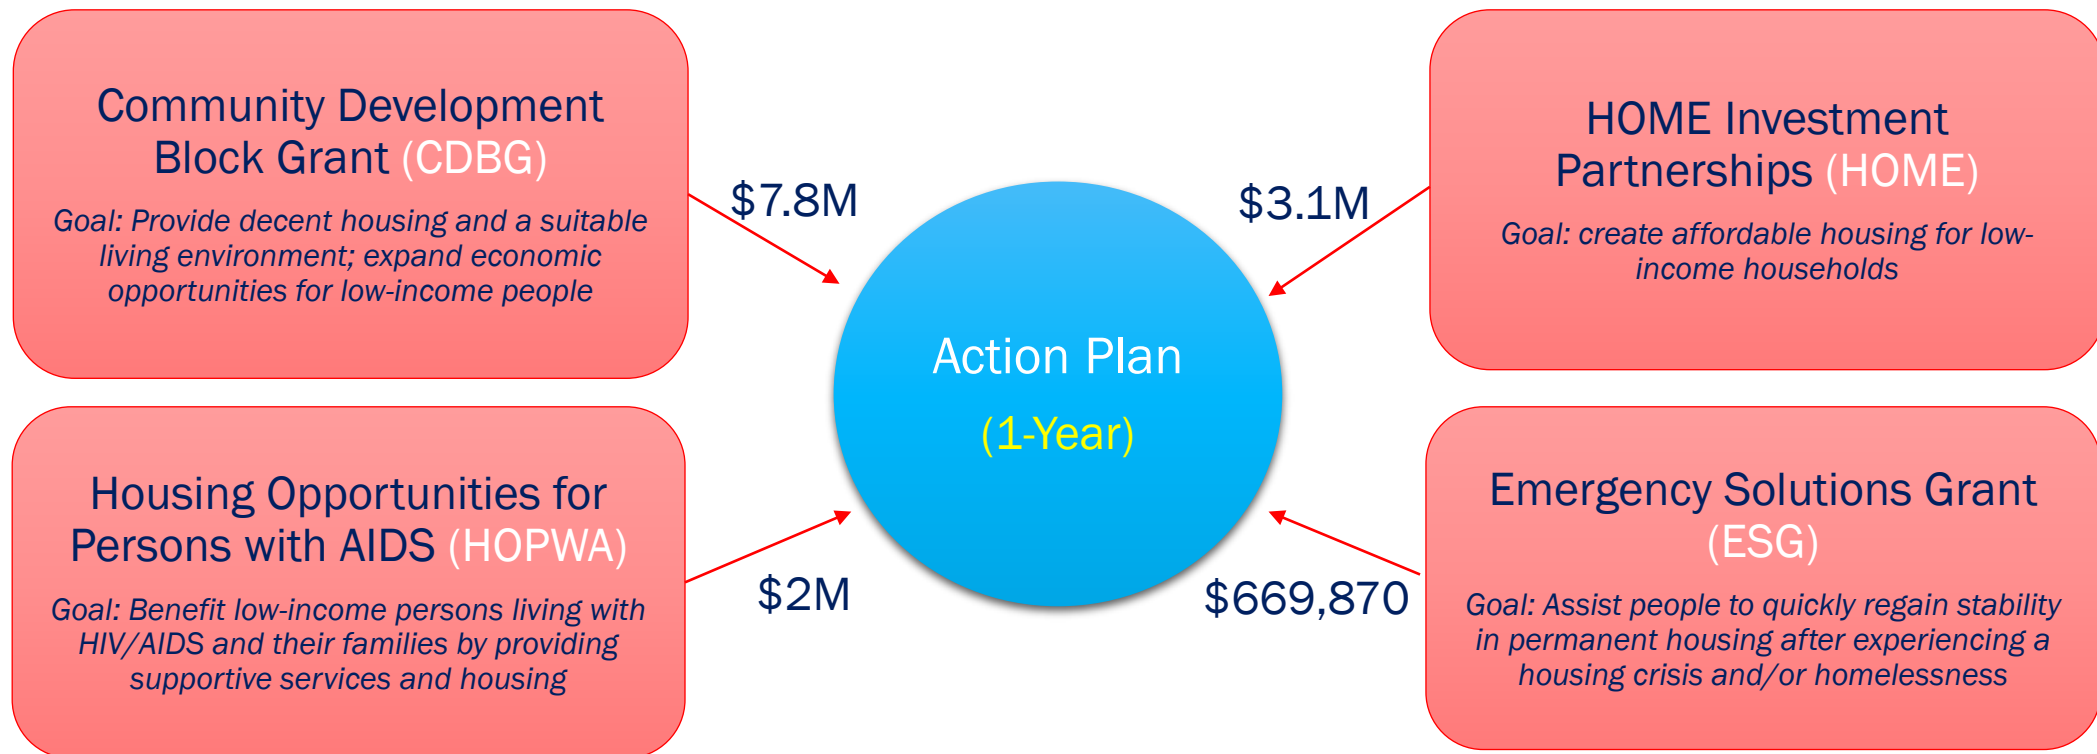 Community Development
Block Grant (CDBG)
Goal: Provide decent housing and a suitable
living environment; expand economic
opportunities for low-income people
$7.8M
HOME Investment
Partnerships (HOME)
Goal: create affordable housing for low-
income households
$3.1M
Action Plan
(1-Year)
Housing Opportunities for
Persons with AIDS (HOPWA)
Goal: Benefit low-income persons living with
HIV/AIDS and their families by providing
supportive services and housing
$2M
Emergency Solutions Grant
(ESG)
Goal: Assist people to quickly regain stability
in permanent housing after experiencing a
housing crisis and/or homelessness
$669,870